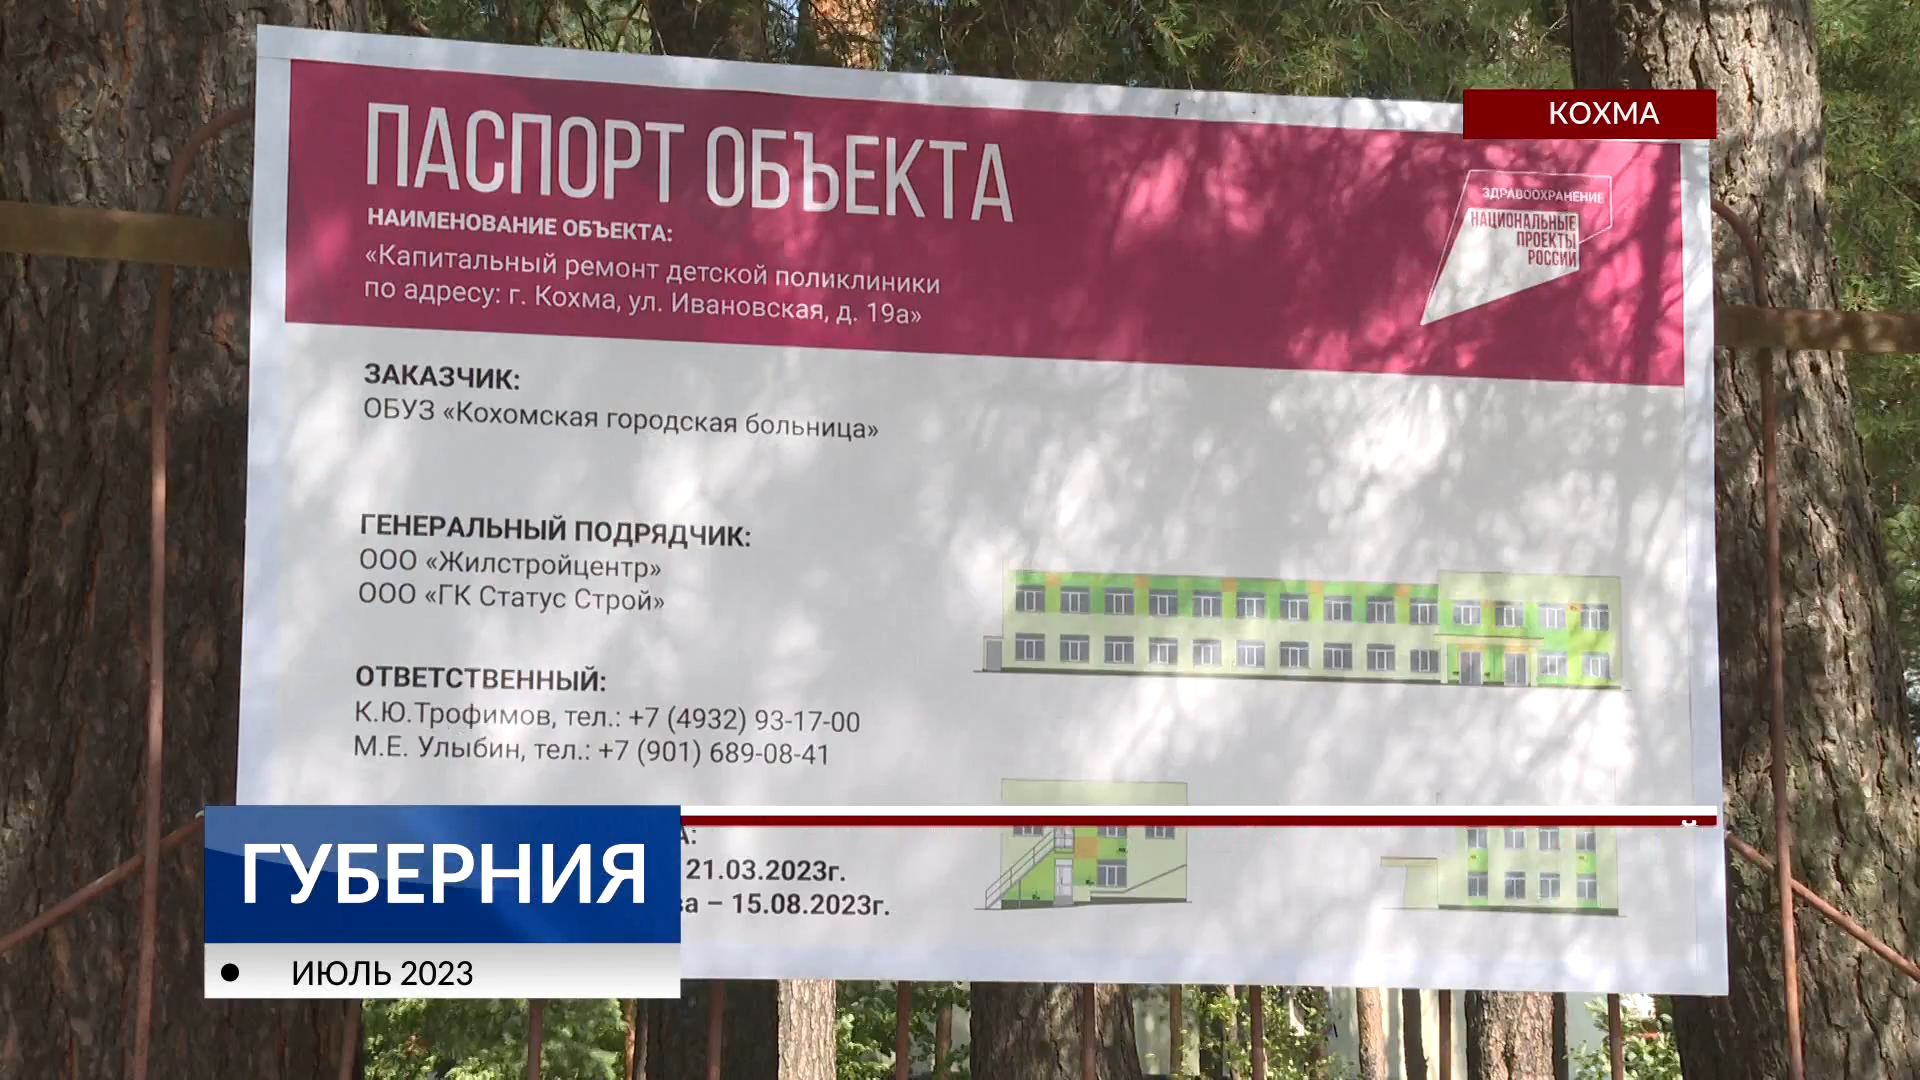 КОХМА
ПАСПОРТ ОБЪЕКТА
НАИМЕНОВАНИЕ ОБЪЕКТА:
«Капитальный ремонт детской поликлиники
по адресу: г. Кохма, ул. Ивановская, д. 19а»
ЗДРАВООХРАНЕНИЕ
НАЦИОНАЛЬНЫЕ
ПРОЕКТЫ
РОССИИ
ЗАКАЗЧИК:
ОБУЗ «Кохомская городская больница»
ГЕНЕРАЛЬНЫЙ ПОДРЯДЧИК:
ООО «Жилстройцентр»
ООО «ГК Статус Строй»
ОТВЕТСТВЕННЫЙ:
К.Ю.Трофимов, тел.: +7 (4932) 93-17-00
М.Е. Улыбин, тел.: +7 (901) 689-08-41
21.03.2023г.
– 15.08.2023г.
ГУБЕРНИЯ
ИЮЛЬ 2023